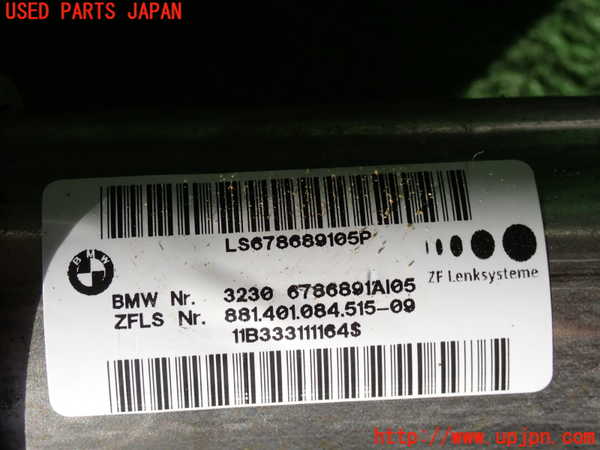 USED PARTS JAPAN
LS678689105P
BMW
ZF Lenksysteme
BMW Nr. 3230 6786891AI05
ZFLS Nr. 881.401.084.515-09
11B333111164$
http://www.upjpn.com